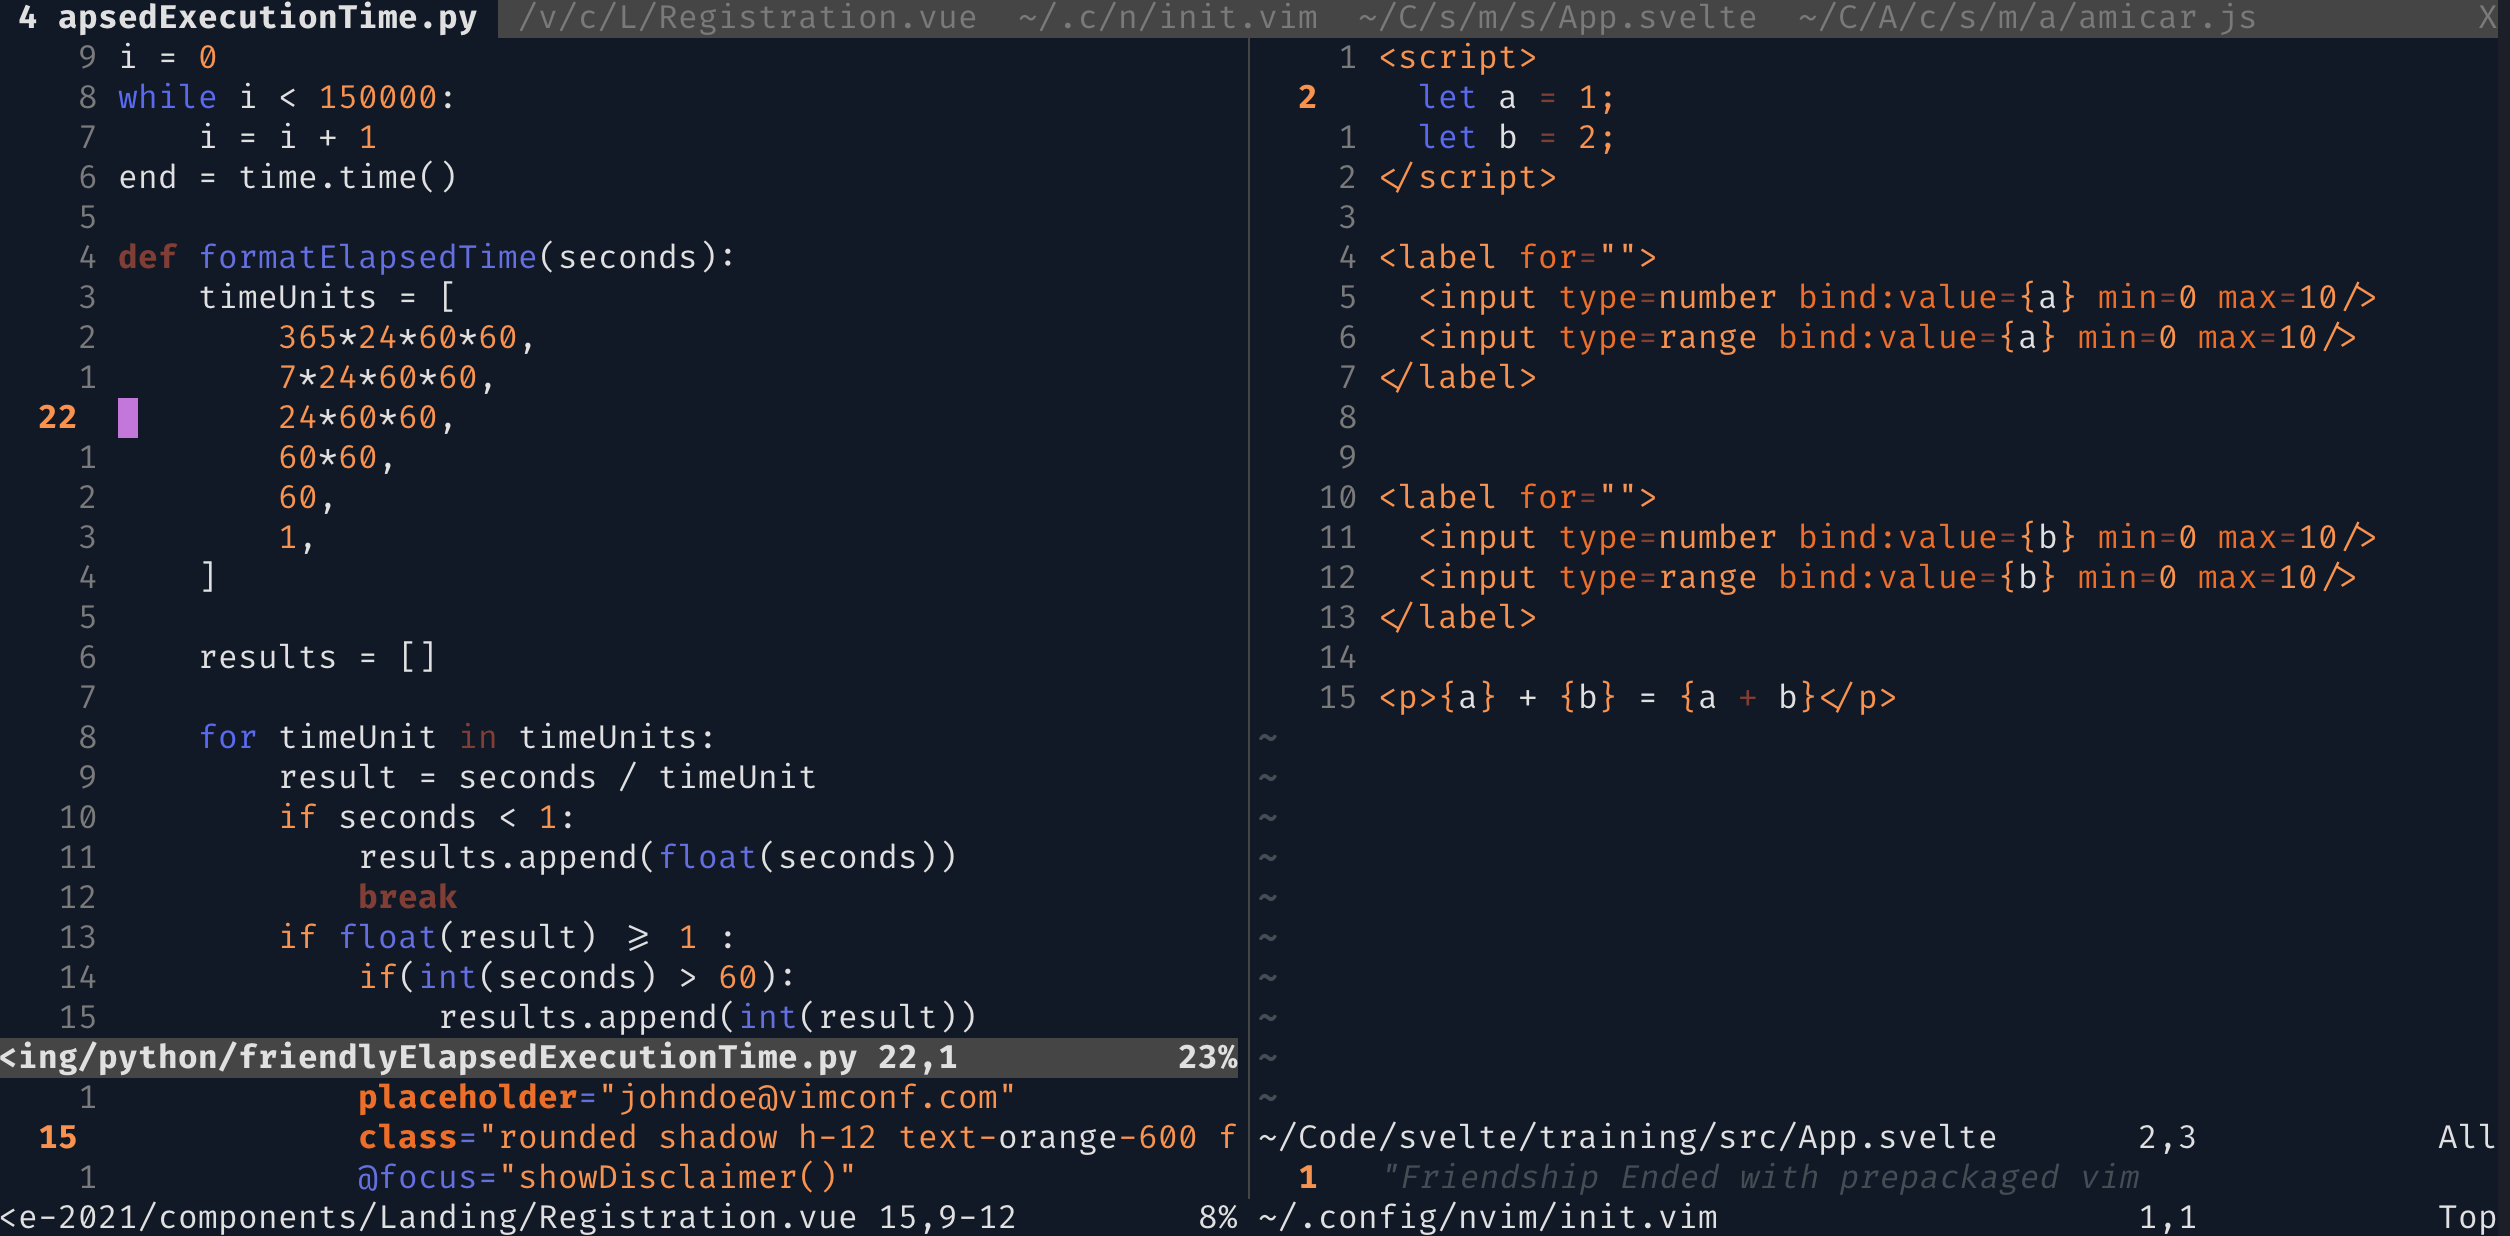 4 apsedExecutionTime.py /v/c/L/Registration.vue ~/.c/n/init.vim ~/C/s/m/s/App.svelte ~/C/A/c/s/m/a/amicar.js X
9 i = 0
8 while i < 150000:
7     i = i + 1
6 end = time.time()
5
4 def formatElapsedTime(seconds):
3     timeUnits = [
2         365*24*60*60,
1         7*24*60*60,
22         24*60*60,
1         60*60,
2         60,
3         1,
4     ]
5
6     results = []
7
8     for timeUnit in timeUnits:
9         result = seconds / timeUnit
10         if seconds < 1:
11             results.append(float(seconds))
12             break
13         if float(result) >= 1 :
14             if(int(seconds) > 60):
15                 results.append(int(result))
<ing/python/friendlyElapsedExecutionTime.py 22,1 23%
1             placeholder="johndoe@vimconf.com"
15             class="rounded shadow h-12 text-orange-600 f
1             @focus="showDisclaimer()"
<e-2021/components/Landing/Registration.vue 15,9-12 8%
1 <script>
2   let a = 1;
1   let b = 2;
2 </script>
3
4 <label for="">
5   <input type=number bind:value={a} min=0 max=10/>
6   <input type=range bind:value={a} min=0 max=10/>
7 </label>
8
9
10 <label for="">
11   <input type=number bind:value={b} min=0 max=10/>
12   <input type=range bind:value={b} min=0 max=10/>
13 </label>
14
15 <p>{a} + {b} = {a + b}</p>
~
~
~
~
~
~
~
~
~
~
~/Code/svelte/training/src/App.svelte 2,3 All
1 "Friendship Ended with prepackaged vim
~/.config/nvim/init.vim 1,1 Top